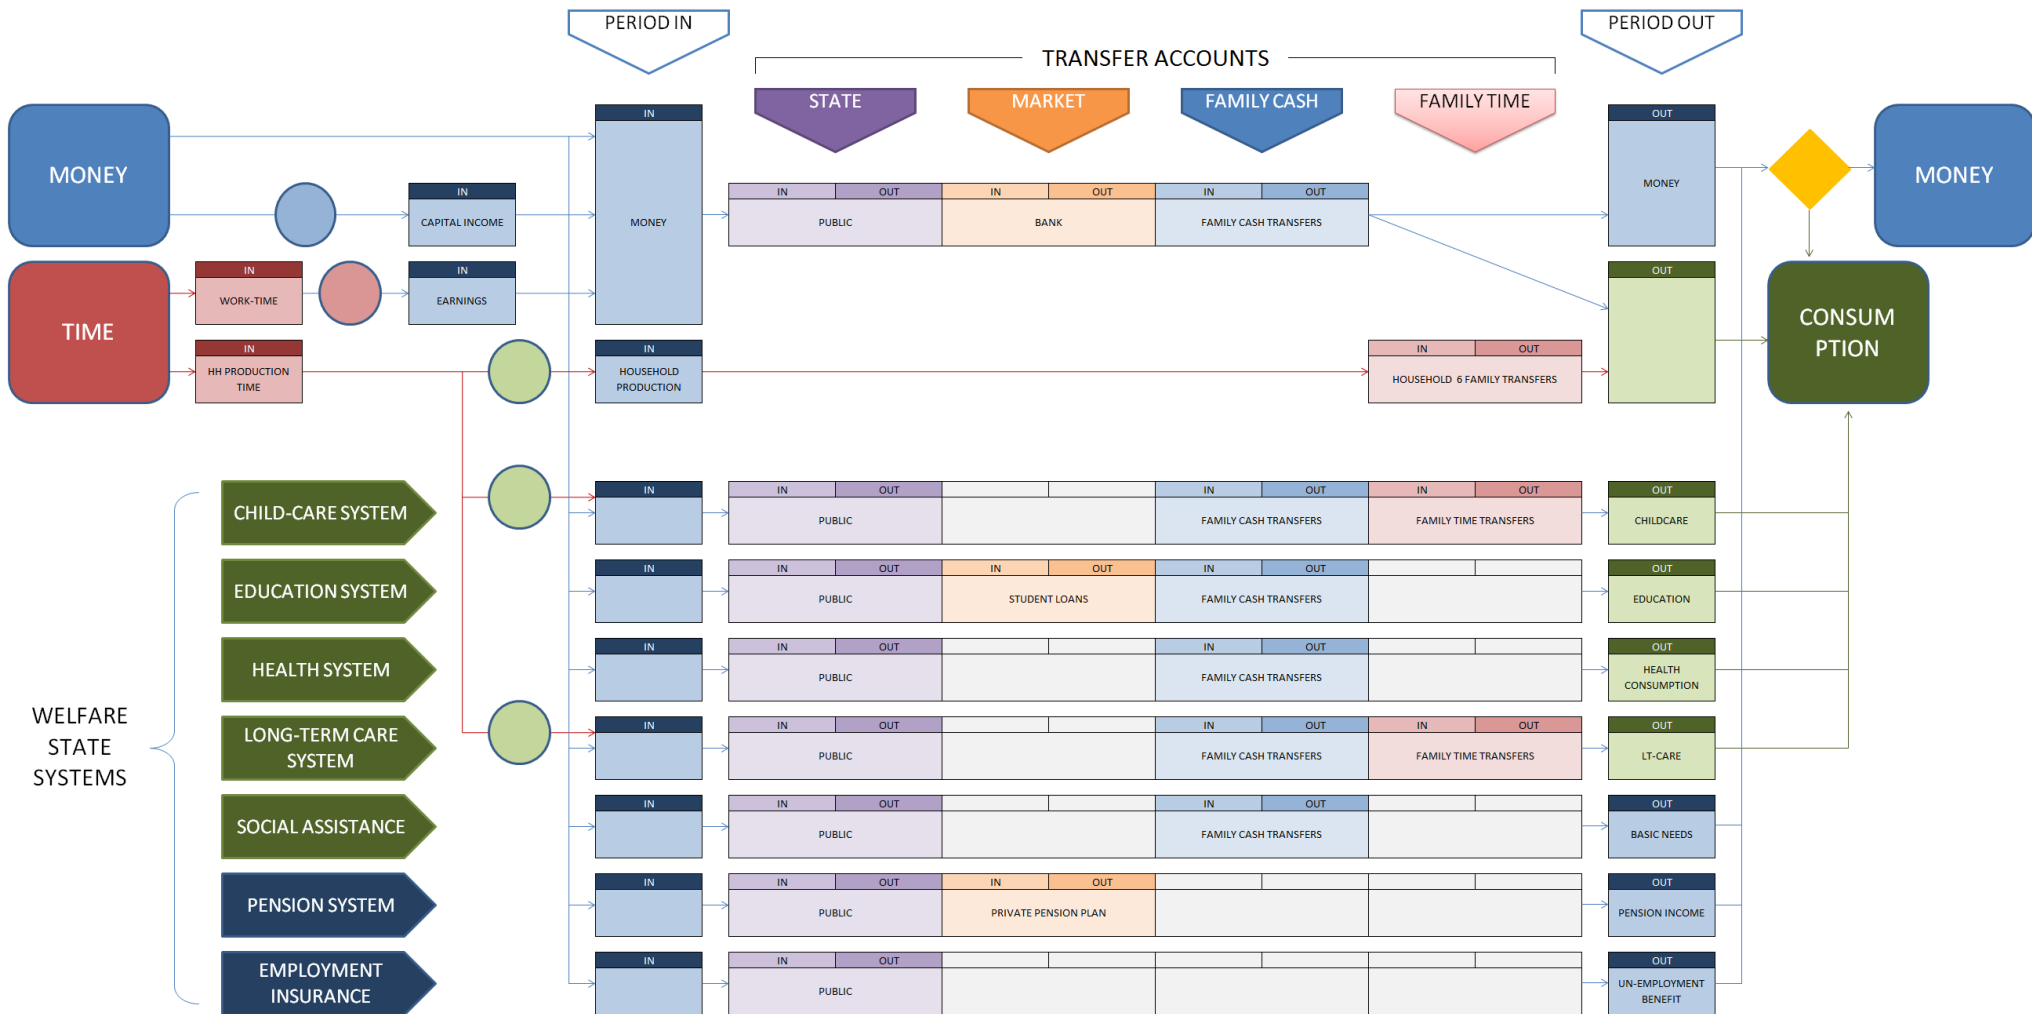 PERIOD IN
PERIOD OUT
TRANSFER ACCOUNTS
STATE
MARKET
FAMILY CASH
FAMILY TIME
IN
OUT
MONEY
MONEY
MONEY
MONEY
IN
CAPITAL INCOME
IN OUT IN OUT IN OUT
PUBLIC
BANK
FAMILY CASH TRANSFERS
TIME
IN
WORK-TIME
IN
EARNINGS
OUT
CONSUM
PTION
IN
HH PRODUCTION
TIME
IN
HOUSEHOLD
PRODUCTION
IN OUT
HOUSEHOLD 6 FAMILY TRANSFERS
WELFARE
STATE
SYSTEMS
CHILD-CARE SYSTEM
IN
IN OUT IN OUT IN OUT
PUBLIC
FAMILY CASH TRANSFERS
FAMILY TIME TRANSFERS
OUT
CHILDCARE
EDUCATION SYSTEM
IN
IN OUT IN OUT IN OUT
PUBLIC
STUDENT LOANS
FAMILY CASH TRANSFERS
OUT
EDUCATION
HEALTH SYSTEM
IN
IN OUT IN OUT
PUBLIC
FAMILY CASH TRANSFERS
OUT
HEALTH
CONSUMPTION
LONG-TERM CARE
SYSTEM
IN
IN OUT IN OUT IN OUT
PUBLIC
FAMILY CASH TRANSFERS
FAMILY TIME TRANSFERS
OUT
LT-CARE
SOCIAL ASSISTANCE
IN
IN OUT IN OUT
PUBLIC
FAMILY CASH TRANSFERS
OUT
BASIC NEEDS
PENSION SYSTEM
IN
IN OUT IN OUT
PUBLIC
PRIVATE PENSION PLAN
OUT
PENSION INCOME
EMPLOYMENT
INSURANCE
IN
IN OUT
PUBLIC
OUT
UN-EMPLOYMENT
BENEFIT